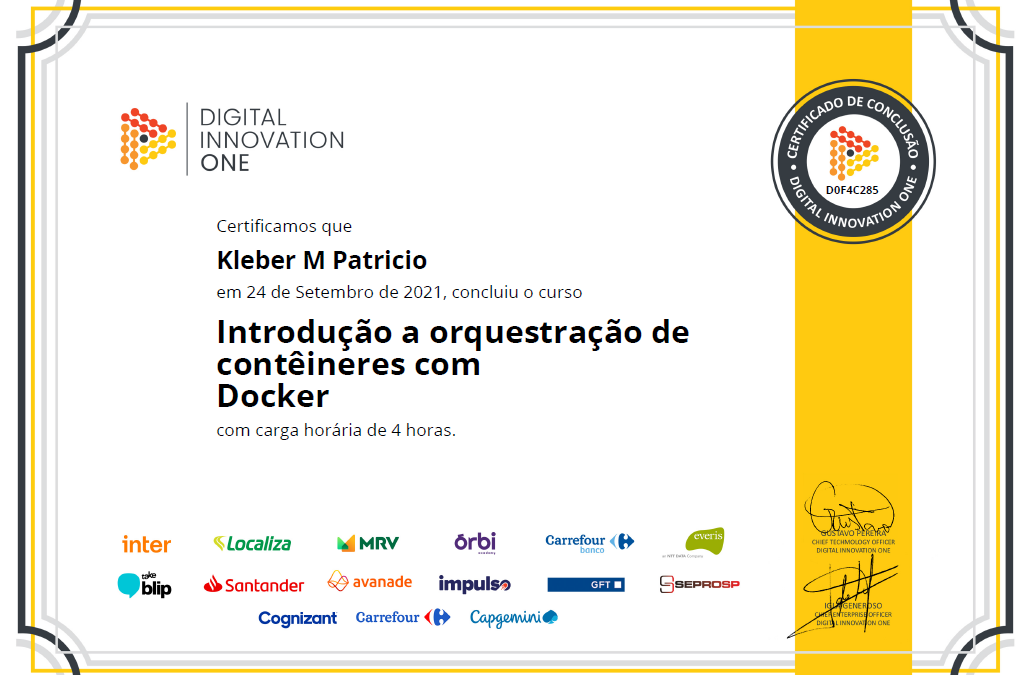 DIGITAL
INNOVATION
ONE
CERTIFICADO DE CONCLUSÃO
D0F4C285
DIGITAL INNOVATION ONE
Certificamos que
Kleber M Patricio
em 24 de Setembro de 2021, concluiu o curso
Introdução a orquestração de
contêineres com
Docker
com carga horária de 4 horas.
GUSTAVO PEREIRA
CHIEF TECHNOLOGY OFFICER
DIGITAL INNOVATION ONE
inter
Localiza
MRV
órbi
academy
Carrefour
banco
everis
an NTT DATA Company
take
blip
Santander
avanade
impulso
GFT
SEPROSP
IGLÁ GENEROSO
CHIEF ENTERPRISE OFFICER
DIGITAL INNOVATION ONE
Cognizant
Carrefour
Capgemini